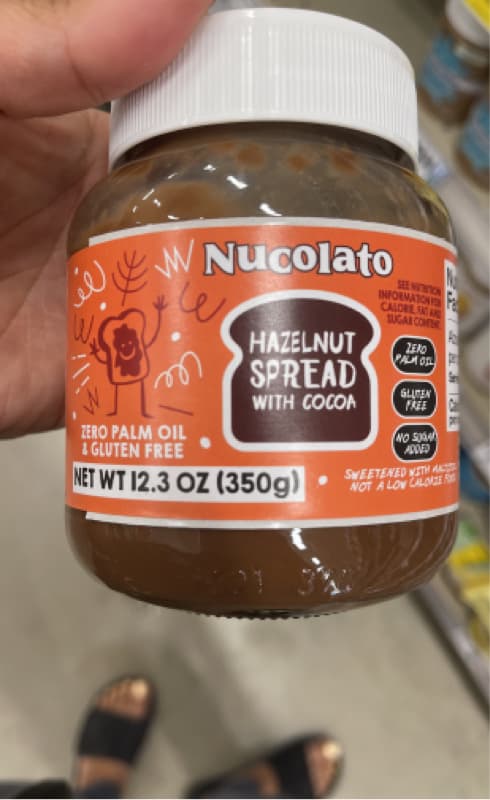 Nucolato
SEE NUTRITION
INFORMATION FOR
CALORIE, FAT AND
SUGAR CONTENT
HAZELNUT
SPREAD
WITH COCOA
ZERO
PALM OIL
GLUTEN
FREE
NO SUGAR
ADDED
ZERO PALM OIL
& GLUTEN FREE
NET WT 12.3 OZ (350g)
SWEETENED WITH
NOT A LOW CALORIE